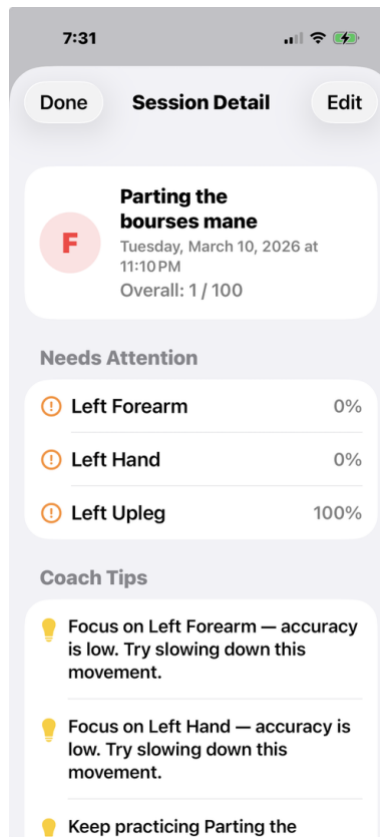 7:31
Done Session Detail Edit
F
Parting the
bourses mane
Tuesday, March 10, 2026 at
11:10 PM
Overall: 1 / 100
Needs Attention
Left Forearm 0%
Left Hand 0%
Left Upleg 100%
Coach Tips
Focus on Left Forearm — accuracy
is low. Try slowing down this
movement.
Focus on Left Hand — accuracy is
low. Try slowing down this
movement.
Keep practicing Parting the